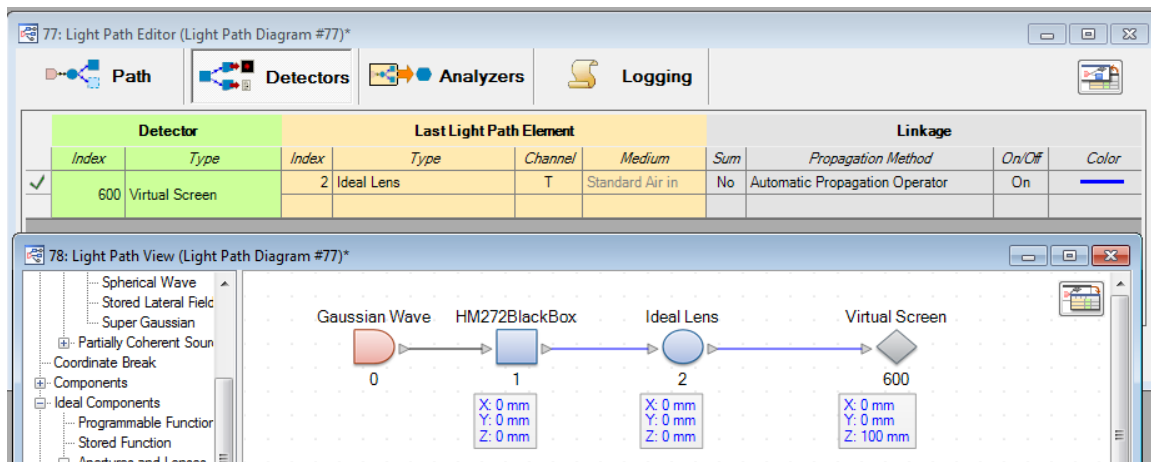 77: Light Path Editor (Light Path Diagram #77)*
Path Detectors Analyzers Logging
Detector Last Light Path Element Linkage
Index Type Index Type Channel Medium Sum Propagation Method On/Off Color
600 Virtual Screen 2 Ideal Lens T Standard Air in No Automatic Propagation Operator On
78: Light Path View (Light Path Diagram #77)*
Spherical Wave
Stored Lateral Field
Super Gaussian
Partially Coherent Sour
Coordinate Break
Components
Ideal Components
Programmable Function
Stored Function
Apertures and Lenses
Gaussian Wave HM272BlackBox Ideal Lens Virtual Screen
0 1 2 600
X: 0 mm X: 0 mm X: 0 mm
Y: 0 mm Y: 0 mm Y: 0 mm
Z: 0 mm Z: 0 mm Z: 100 mm